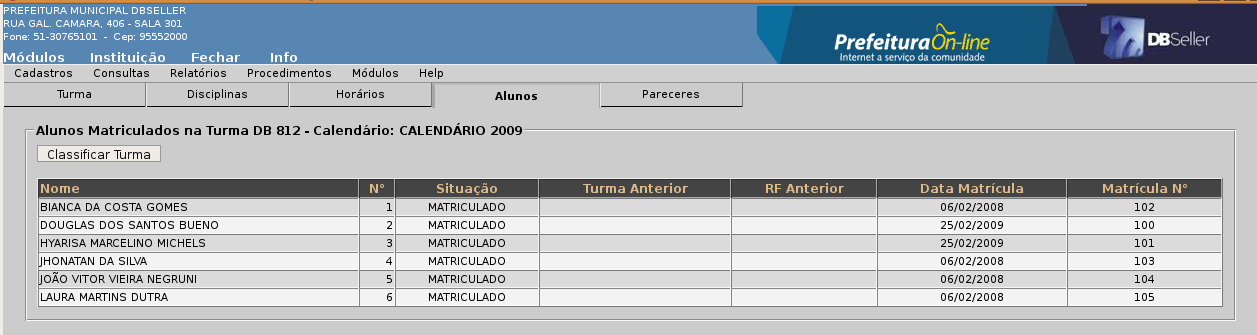 PREFEITURA MUNICIPAL DBSELLER
RUA GAL. CAMARA, 406 - SALA 301
Fone: 51-30765101 - Cep: 95552000
Prefeitura On-line
Internet a serviço da comunidade
DBSeller
Módulos Instituição Fechar Info
Cadastros Consultas Relatórios Procedimentos Módulos Help
Turma Disciplinas Horários Alunos Pareceres
Alunos Matriculados na Turma DB 812 - Calendário: CALENDÁRIO 2009
Classificar Turma
Nome N° Situação Turma Anterior RF Anterior Data Matrícula Matrícula N°
BIANCA DA COSTA GOMES 1 MATRICULADO 06/02/2008 102
DOUGLAS DOS SANTOS BUENO 2 MATRICULADO 25/02/2009 100
HYARISA MARCELINO MICHELS 3 MATRICULADO 25/02/2009 101
JHONATAN DA SILVA 4 MATRICULADO 06/02/2008 103
JOÃO VITOR VIEIRA NEGRUNI 5 MATRICULADO 06/02/2008 104
LAURA MARTINS DUTRA 6 MATRICULADO 06/02/2008 105